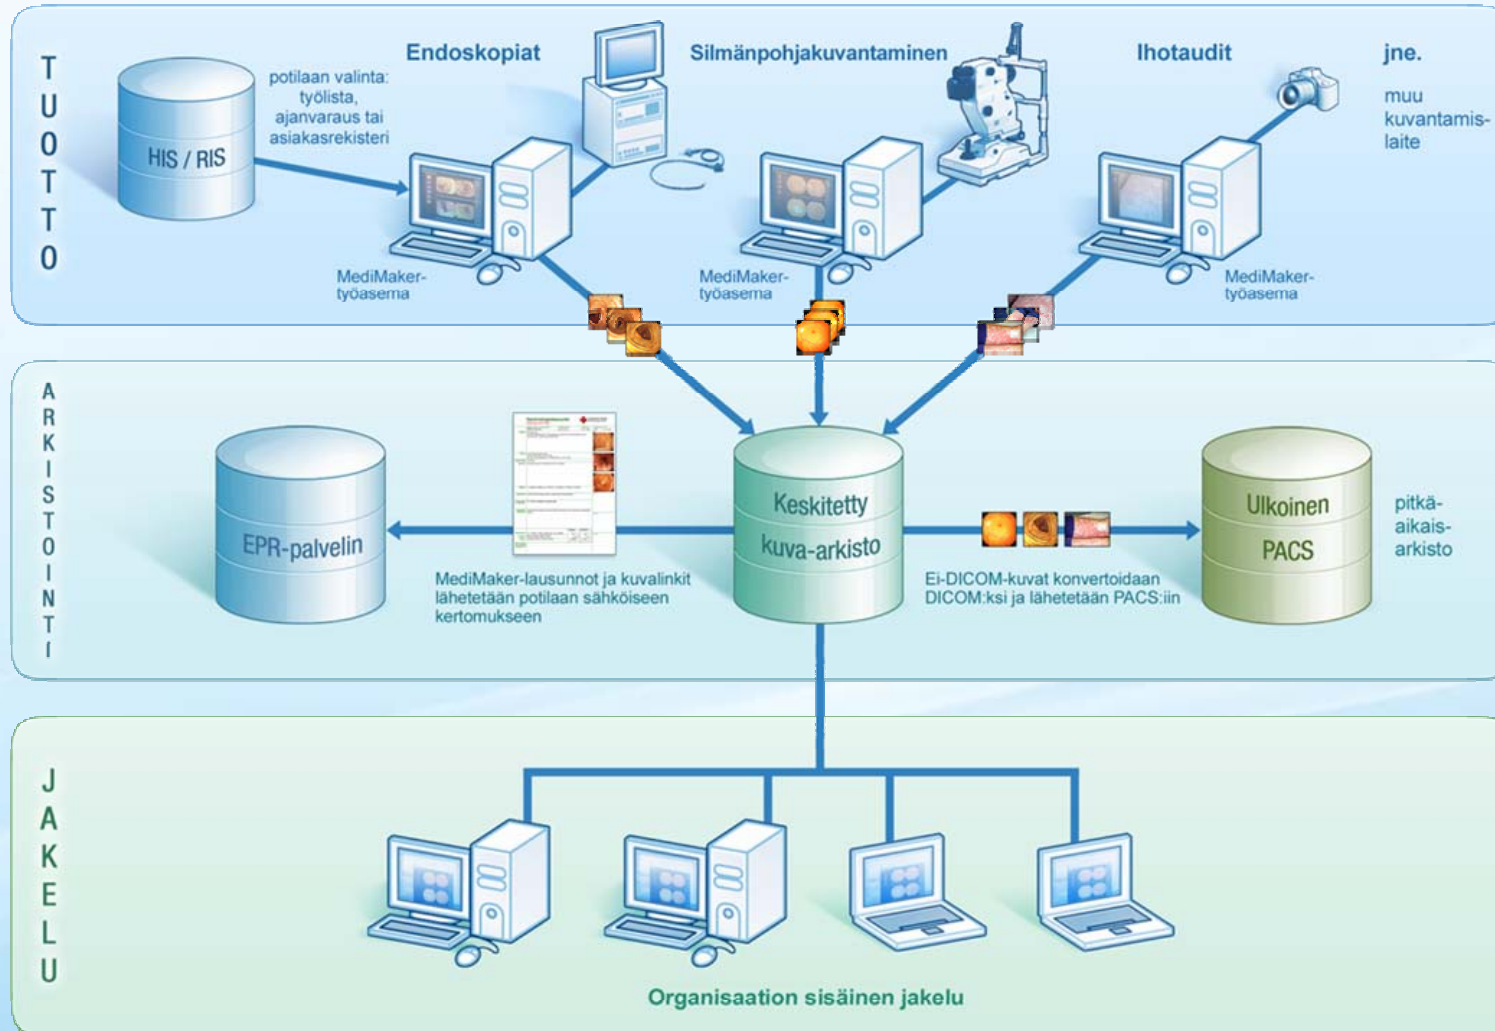 TUOTTO
HIS / RIS
potilaan valinta:
työlista,
ajanvaraus tai
asiakasrekisteri
Endoskopiat
Silmänpohjakuvantaminen
Ihotaudit
jne.
muu
kuvantamis-
laite
MediMaker-
työasema
MediMaker-
työasema
MediMaker-
työasema
ARKISTOINTI
EPR-palvelin
MediMaker-lausunnot ja kuvalinkit
lähetetään potilaan sähköiseen
kertomukseen
Keskitetty
kuva-arkisto
Ei-DICOM-kuvat konvertoidaan
DICOM:ksi ja lähetetään PACS:iin
Ulkoinen
PACS
pitkä-
aikais-
arkisto
JAKELU
Organisaation sisäinen jakelu